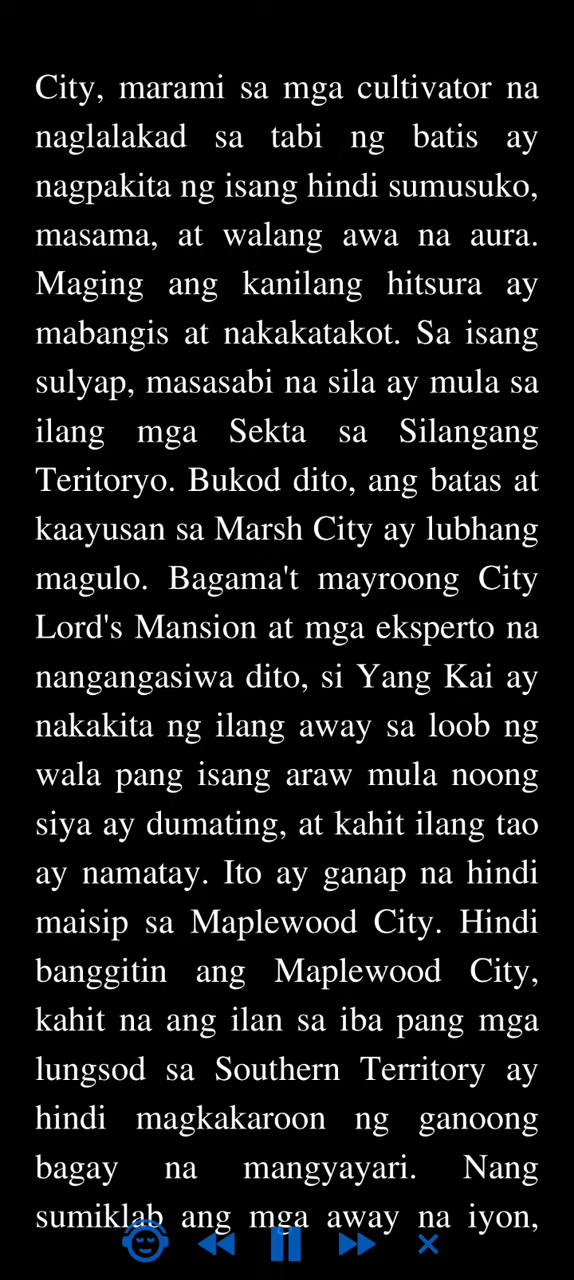 City, marami sa mga cultivator na
naglalakad sa tabi ng batis ay
nagpakita ng isang hindi sumusuko,
masama, at walang awa na aura.
Maging ang kanilang hitsura ay
mabangis at nakakatakot. Sa isang
sulyap, masasabi na sila ay mula sa
ilang mga Sekta sa Silangang
Teritoryo. Bukod dito, ang batas at
kaayusan sa Marsh City ay lubhang
magulo. Bagama't mayroong City
Lord's Mansion at mga eksperto na
nangangasiwa dito, si Yang Kai ay
nakakita ng ilang away sa loob ng
wala pang isang araw mula noong
siya ay dumating, at kahit ilang tao
ay namatay. Ito ay ganap na hindi
maisip sa Maplewood City. Hindi
banggitin ang Maplewood City,
kahit na ang ilan sa iba pang mga
lungsod sa Southern Territory ay
hindi magkakaroon ng ganoong
bagay na mangyayari. Nang
sumiklab ang mga away na iyon,